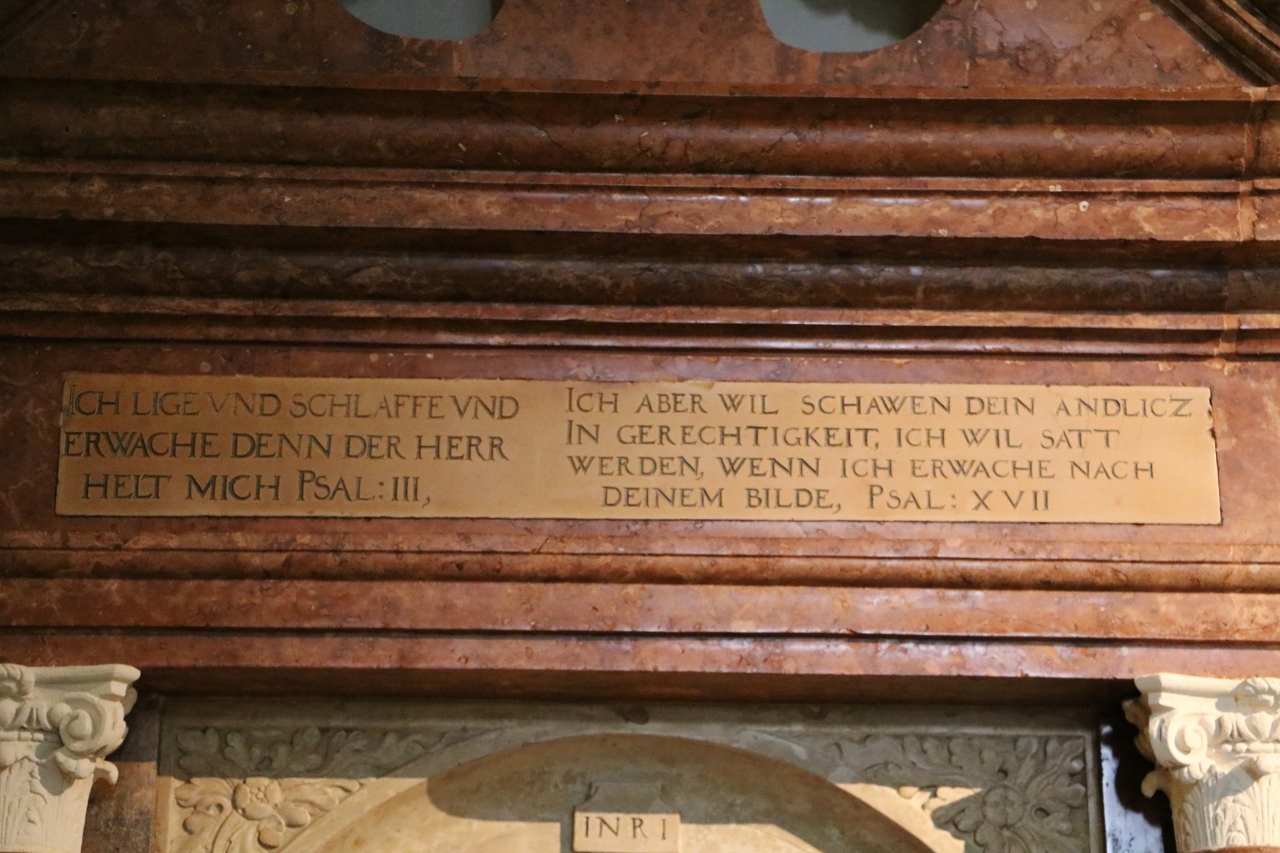 ICH LIGE VND SCHLAFFE VND
ERWACHE DENN DER HERR
HELT MICH PSAL: III,
ICH ABER WIL SCHAWEN DEIN ANDLICZ
IN GERECHTIGKEIT, ICH WIL SATT
WERDEN, WENN ICH ERWACHE NACH
DEINEM BILDE, PSAL: XVII
INRI